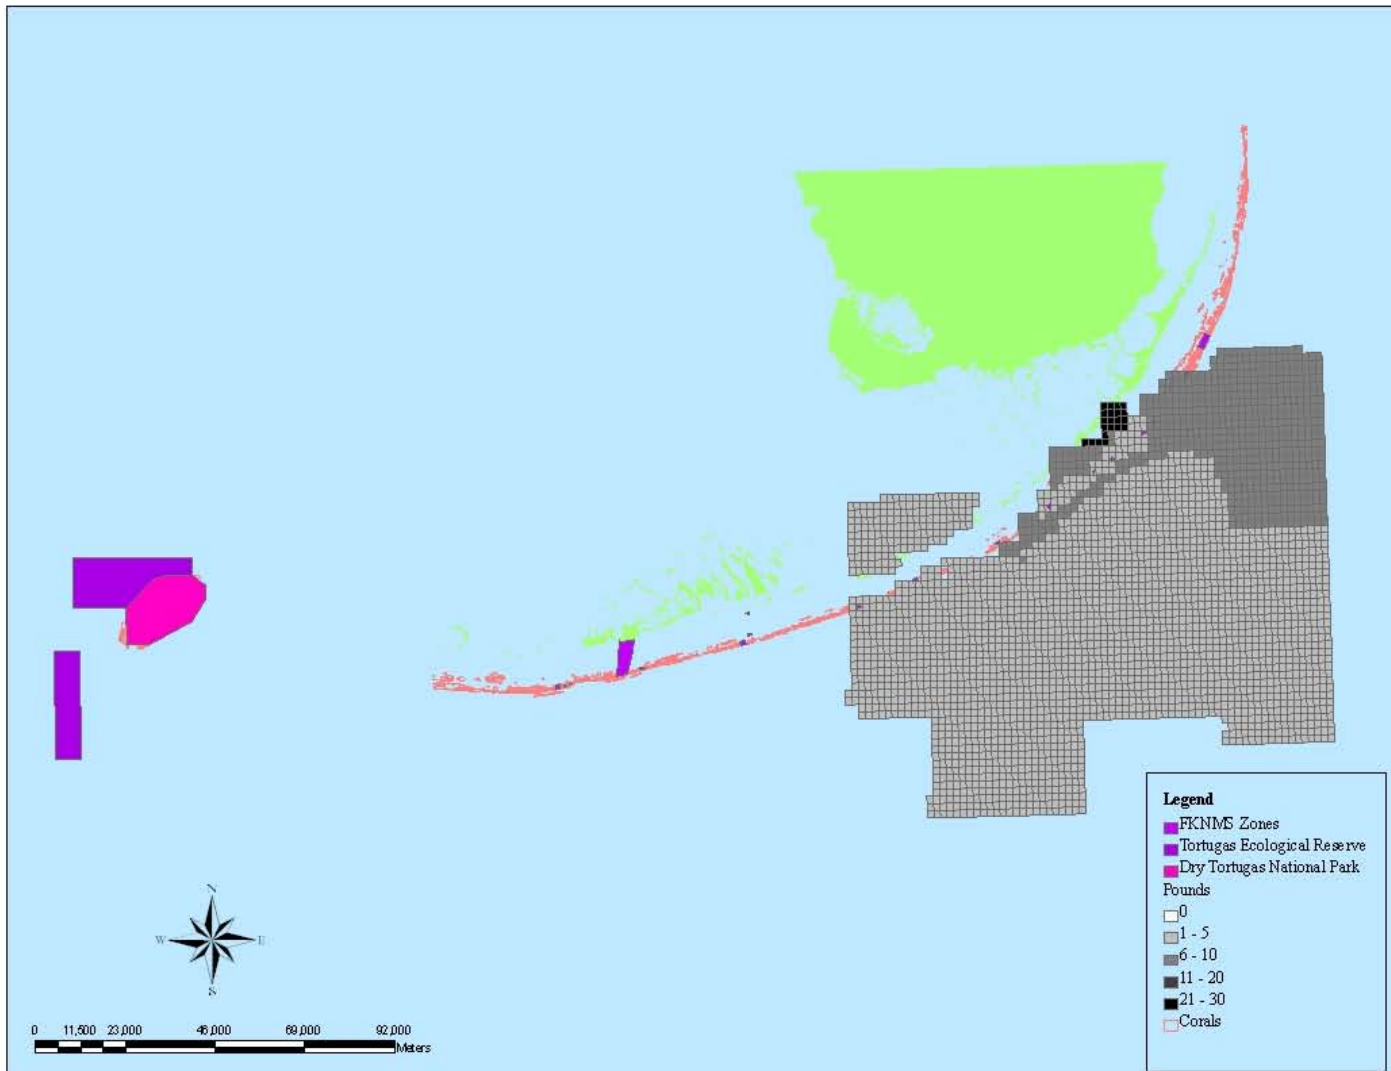 N
W E
S
0 11,500 23,000 46,000 69,000 92,000
Meters
Legend
FKNMS Zones
Tortugas Ecological Reserve
Dry Tortugas National Park
Pounds
0
1 - 5
6 - 10
11 - 20
21 - 30
Corals